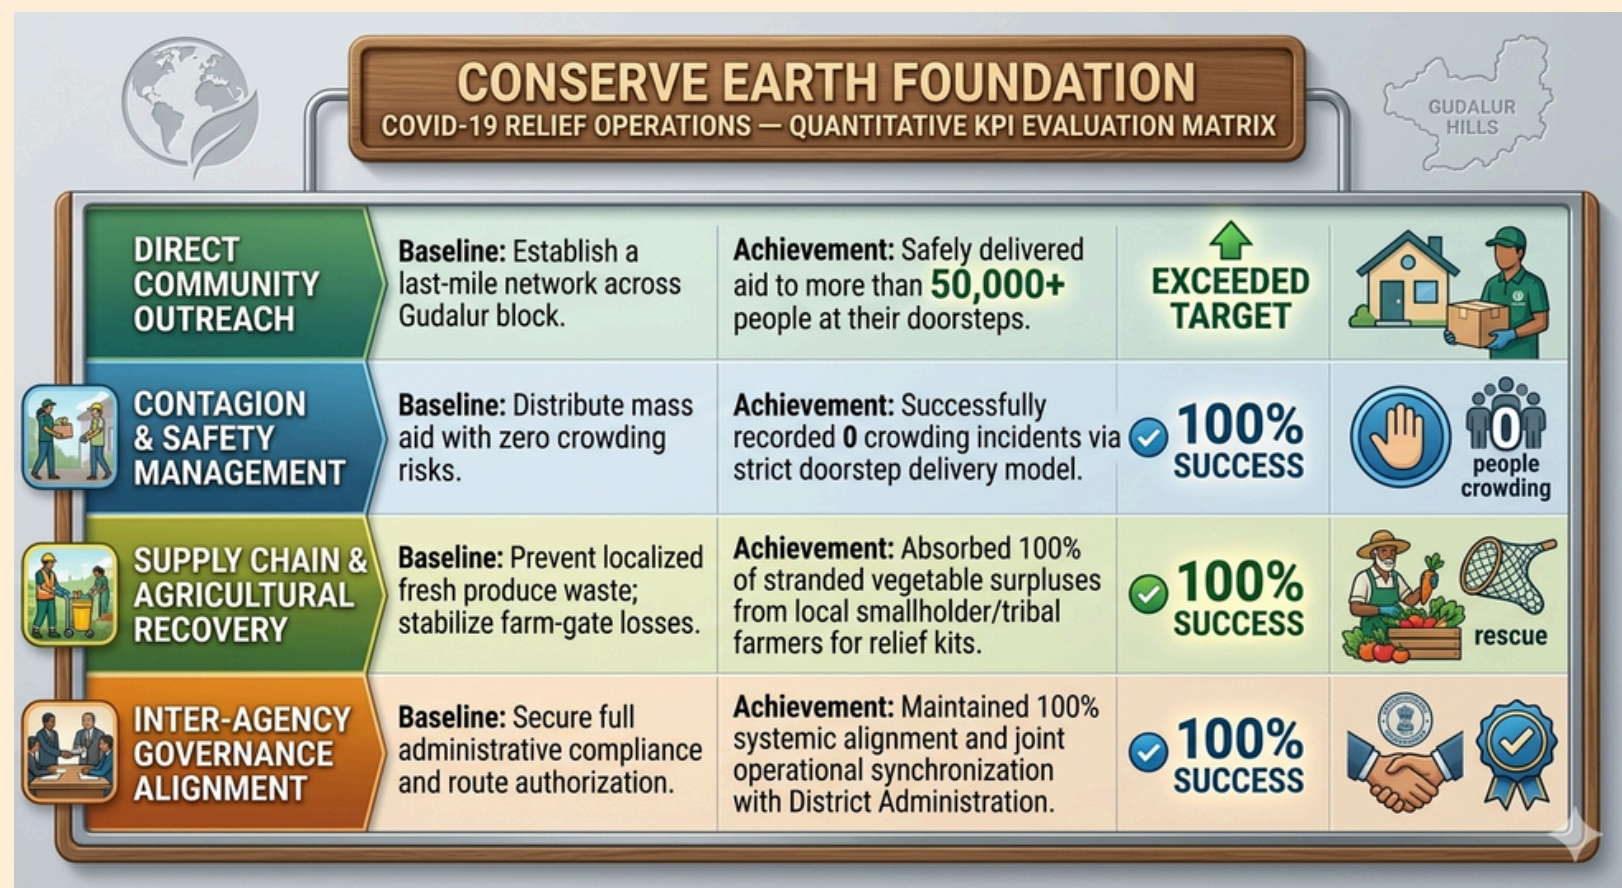 CONSERVE EARTH FOUNDATION
COVID-19 RELIEF OPERATIONS — QUANTITATIVE KPI EVALUATION MATRIX
GUDALUR
HILLS
DIRECT
COMMUNITY
OUTREACH
Baseline: Establish a
last-mile network across
Gudalur block.
Achievement: Safely delivered
aid to more than 50,000+
people at their doorsteps.
EXCEEDED
TARGET
CONTAGION
& SAFETY
MANAGEMENT
Baseline: Distribute mass
aid with zero crowding
risks.
Achievement: Successfully
recorded 0 crowding incidents via
strict doorstep delivery model.
100%
SUCCESS
0
people
crowding
SUPPLY CHAIN &
AGRICULTURAL
RECOVERY
Baseline: Prevent localized
fresh produce waste;
stabilize farm-gate losses.
Achievement: Absorbed 100%
of stranded vegetable surpluses
from local smallholder/tribal
farmers for relief kits.
100%
SUCCESS
rescue
INTER-AGENCY
GOVERNANCE
ALIGNMENT
Baseline: Secure full
administrative compliance
and route authorization.
Achievement: Maintained 100%
systemic alignment and joint
operational synchronization
with District Administration.
100%
SUCCESS